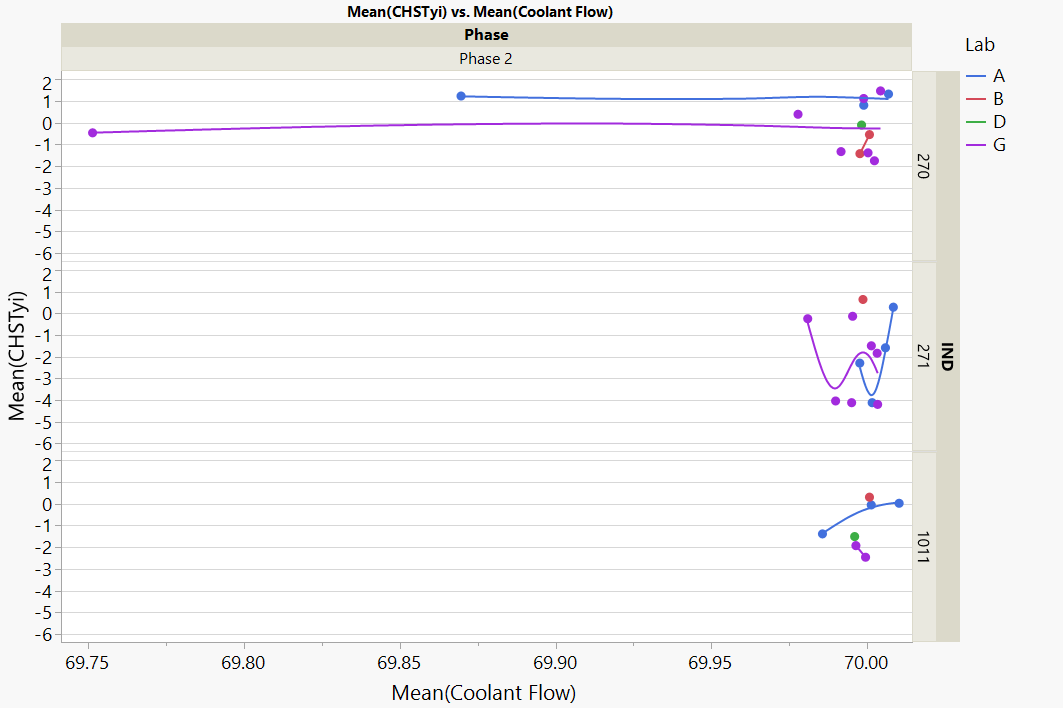 Mean(CHSTyi) vs. Mean(Coolant Flow)
Phase
Phase 2
Lab
A
B
D
G
Mean(CHSTyi)
2
1
0
-1
-2
-3
-4
-5
-6
270
2
1
0
-1
-2
-3
-4
-5
-6
271
IND
2
1
0
-1
-2
-3
-4
-5
-6
1011
69.75 69.80 69.85 69.90 69.95 70.00
Mean(Coolant Flow)